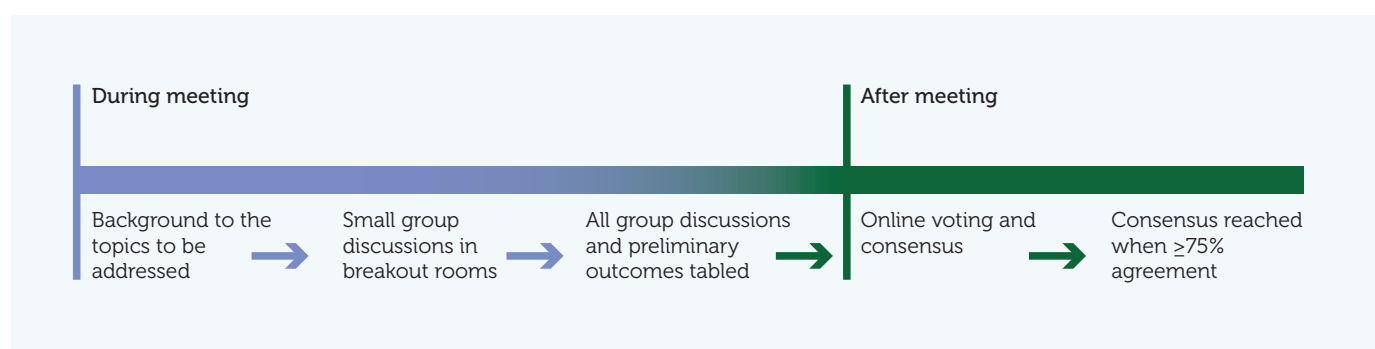 During meeting
After meeting
Background to the
topics to be
addressed
Small group
discussions in
breakout rooms
All group discussions
and preliminary
outcomes tabled
Online voting and
consensus
Consensus reached
when ≥75%
agreement